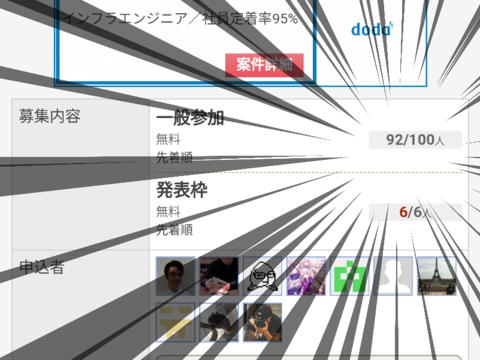 インフラエンジニア／社員定着率95%
doda
案件詳細
募集内容
一般参加
無料
92/100人
先着順
発表枠
無料
6/6人
先着順
申込者